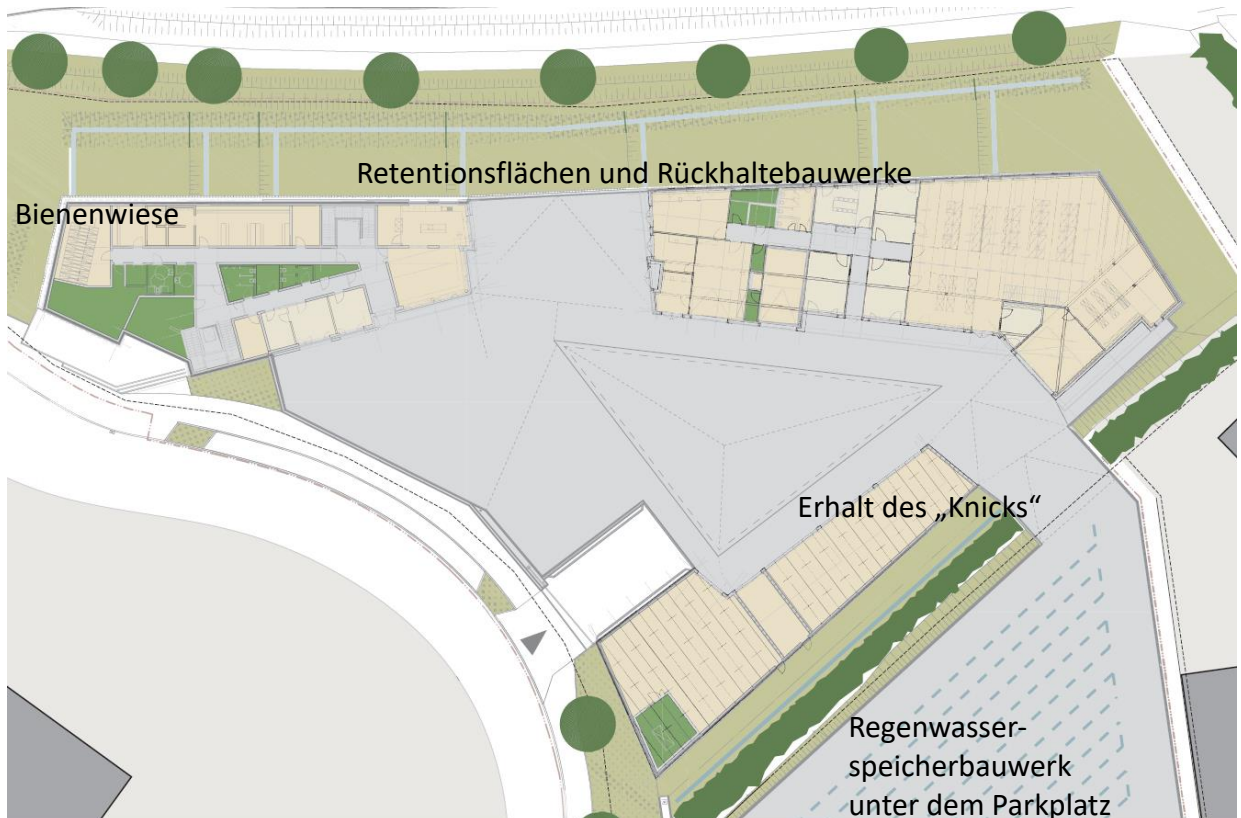 Retentionsflächen und Rückhaltebauwerke
Bienenwiese
Erhalt des „Knicks“
Regenwasser-
speicherbauwerk
unter dem Parkplatz